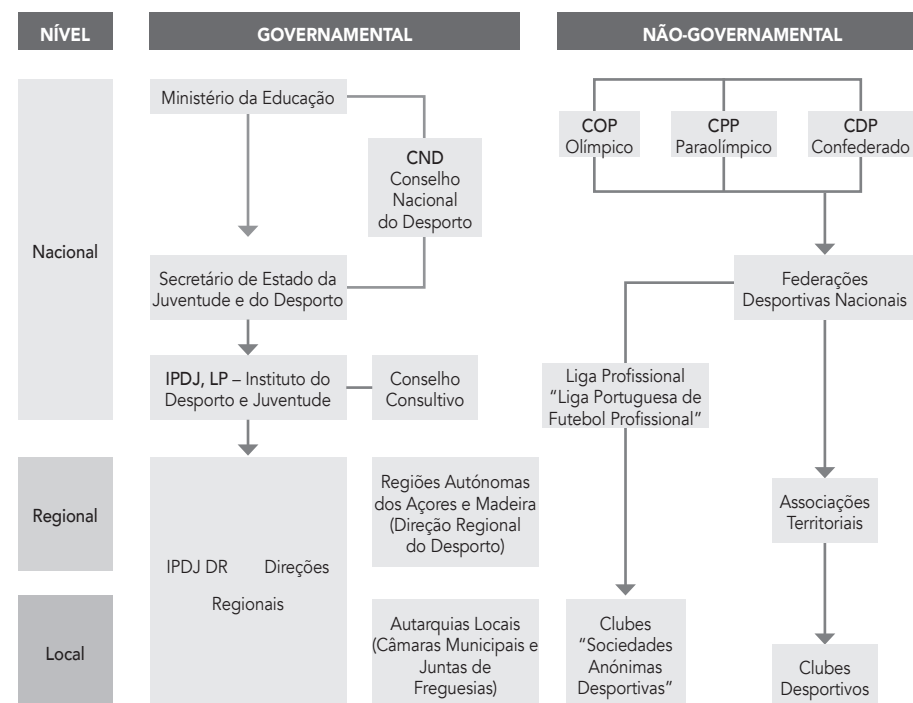 NÍVEL
GOVERNAMENTAL
NÃO-GOVERNAMENTAL
Nacional
Ministério da Educação
CND
Conselho
Nacional
do Desporto
Secretário de Estado da
Juventude e do Desporto
IPDJ, LP – Instituto do
Desporto e Juventude
Conselho
Consultivo
COP
Olímpico
CPP
Paraolímpico
CDP
Confederado
Federações
Desportivas Nacionais
Liga Profissional
“Liga Portuguesa de
Futebol Profissional”
Regional
IPDJ DR Direções
Regionais
Regiões Autónomas
dos Açores e Madeira
(Direção Regional
do Desporto)
Associações
Territoriais
Local
Autarquias Locais
(Câmaras Municipais e
Juntas de
Freguesias)
Clubes
“Sociedades
Anónimas
Desportivas”
Clubes
Desportivos